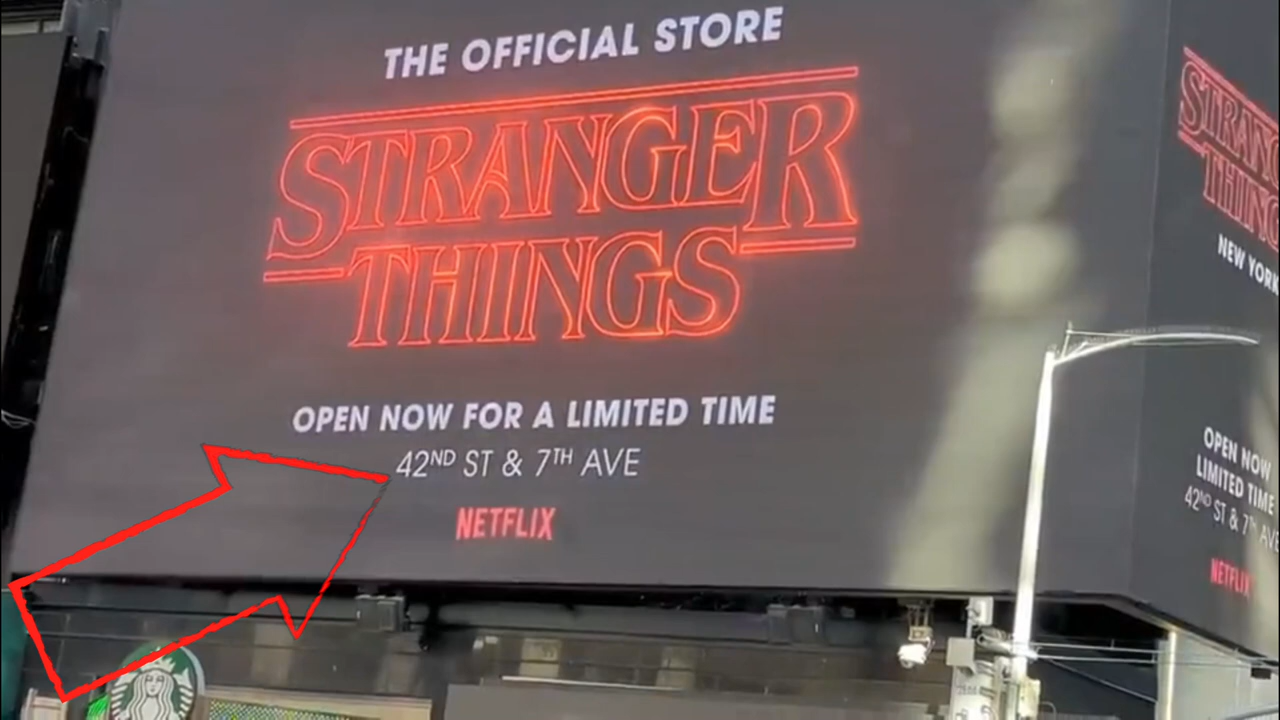 THE OFFICIAL STORE
STRANGER
THINGS
OPEN NOW FOR A LIMITED TIME
42ND ST & 7TH AVE
NETFLIX
THINGS
NEW YORK
OPEN NOW
LIMITED TIME
42ND ST & 7TH AVE
NETFLIX